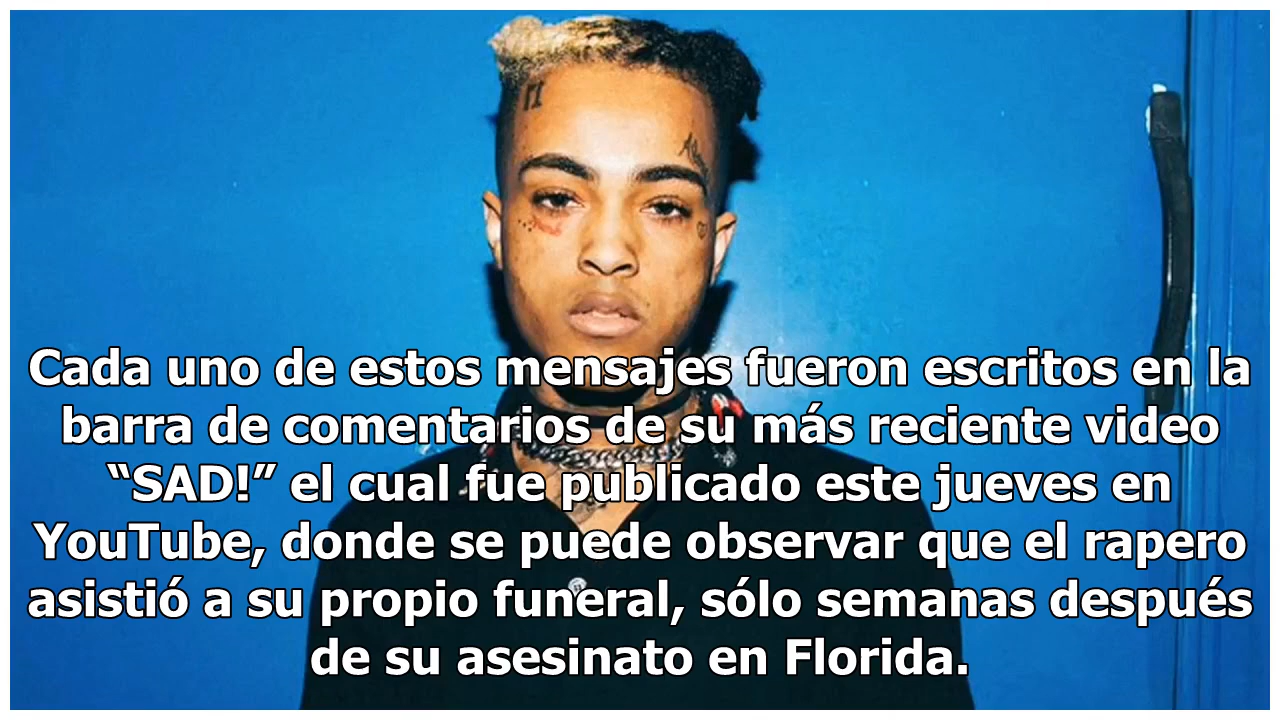 Cada uno de estos mensajes fueron escritos en la
barra de comentarios de su más reciente video
“SAD!” el cual fue publicado este jueves en
YouTube, donde se puede observar que el rapero
asistió a su propio funeral, sólo semanas después
de su asesinato en Florida.